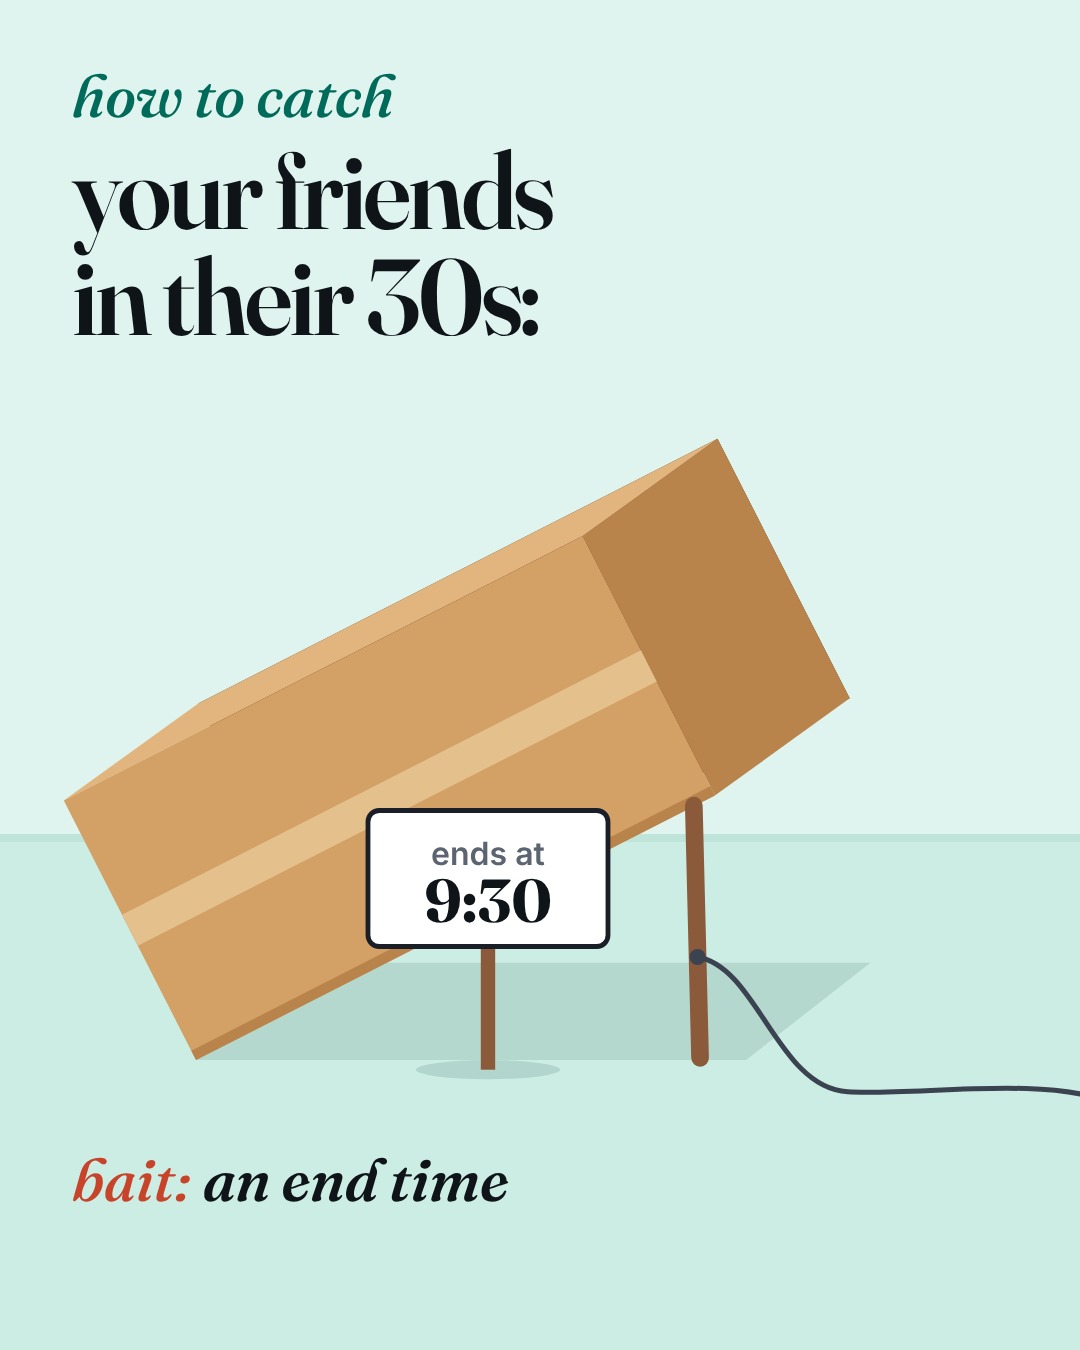 how to catch
your friends
in their 30s:
ends at
9:30
bait: an end time